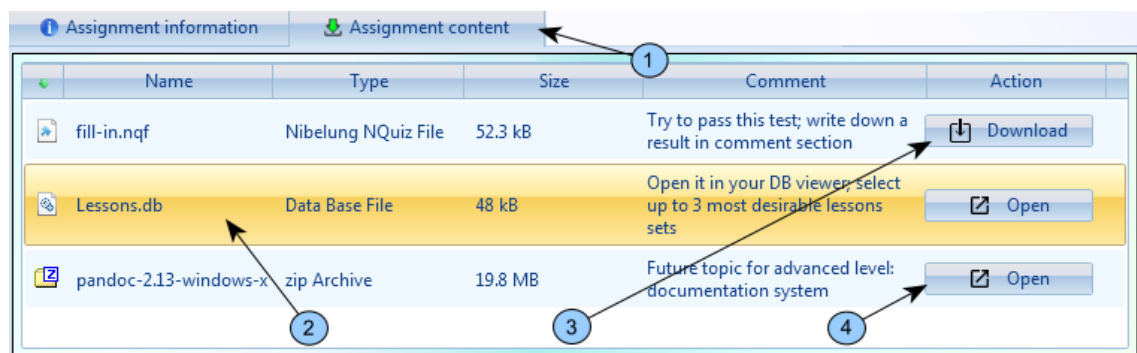 Assignment information
Assignment content
1
Name Type Size Comment Action
fill-in.nqf Nibelung NQuiz File 52.3 kB Try to pass this test; write down a
result in comment section
Download
Lessons.db Data Base File 48 kB Open it in your DB viewer; select
up to 3 most desirable lessons
sets
Open
pandoc-2.13-windows-x zip Archive 19.8 MB Future topic for advanced level:
documentation system
Open
2
3
4